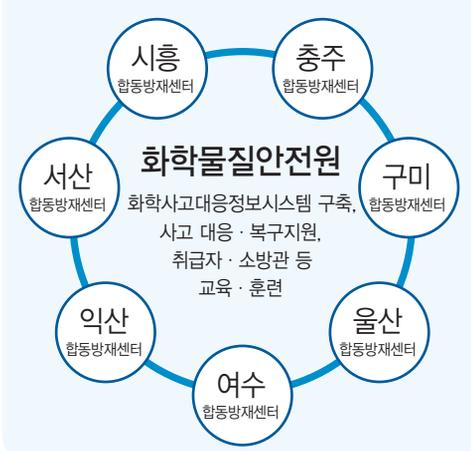 시흥
합동방재센터
충주
합동방재센터
서산
합동방재센터
화학물질안전원
화학사고대응정보시스템 구축,
사고 대응 · 복구지원,
취급자 · 소방관 등
교육 · 훈련
구미
합동방재센터
익산
합동방재센터
울산
합동방재센터
여수
합동방재센터